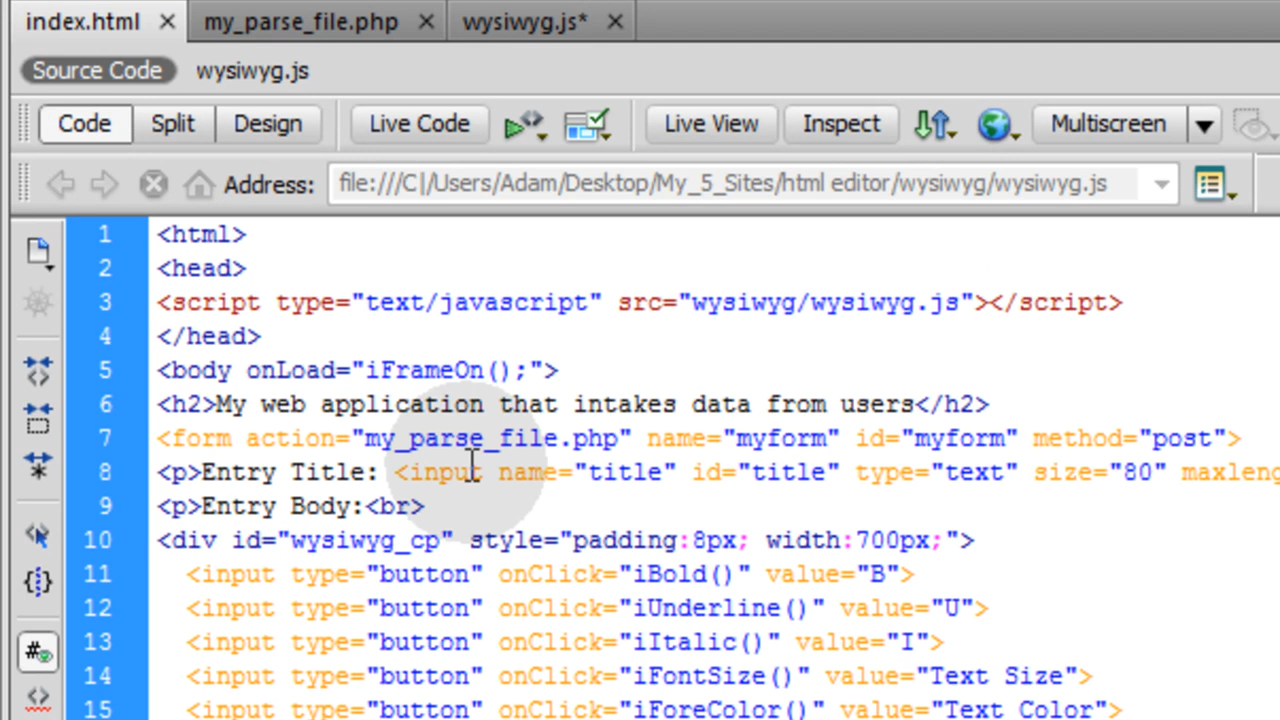 index.html my_parse_file.php wysiwyg.js*
Source Code wysiwyg.js
Code Split Design Live Code Live View Inspect Multiscreen
Address: file:///C|/Users/Adam/Desktop/My_5_Sites/html editor/wysiwyg/wysiwyg.js
1 <html>
2 <head>
3 <script type="text/javascript" src="wysiwyg/wysiwyg.js"></script>
4 </head>
5 <body onLoad="iFrameOn();">
6 <h2>My web application that intakes data from users</h2>
7 <form action="my_parse_file.php" name="myform" id="myform" method="post">
8 <p>Entry Title: <input name="title" id="title" type="text" size="80" maxleng
9 <p>Entry Body:<br>
10 <div id="wysiwyg_cp" style="padding:8px; width:700px;">
11 <input type="button" onClick="iBold()" value="B">
12 <input type="button" onClick="iUnderline()" value="U">
13 <input type="button" onClick="iItalic()" value="I">
14 <input type="button" onClick="iFontSize()" value="Text Size">
15 <input type="button" onClick="iForeColor()" value="Text Color">